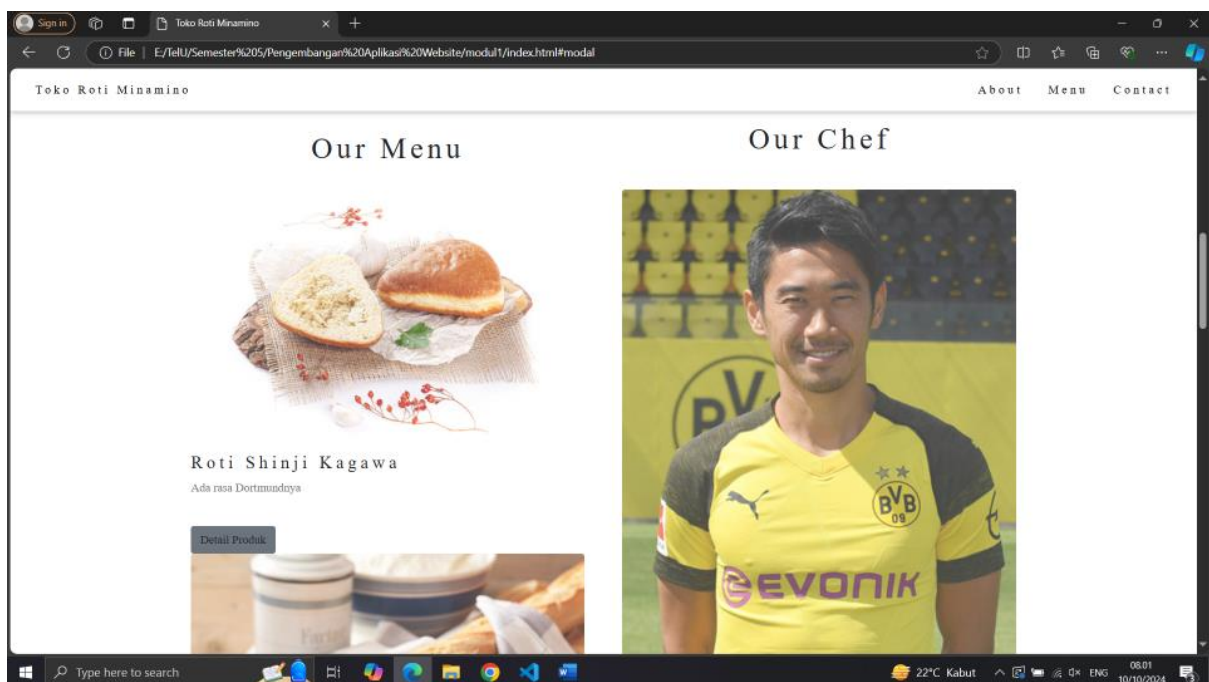 Sign in
Toko Roti Minamino
File | E:/TelU/Semester%205/Pengembangan%20Aplikasi%20Website/modul1/index.html#modal
Toko Roti Minamino
About Menu Contact
Our Menu
Our Chef
Roti Shinji Kagawa
Ada rasa Dortmundnya
Detail Produk
BVB
09
EVONIK
Type here to search
22°C Kabut
ENG
08.01
10/10/2024